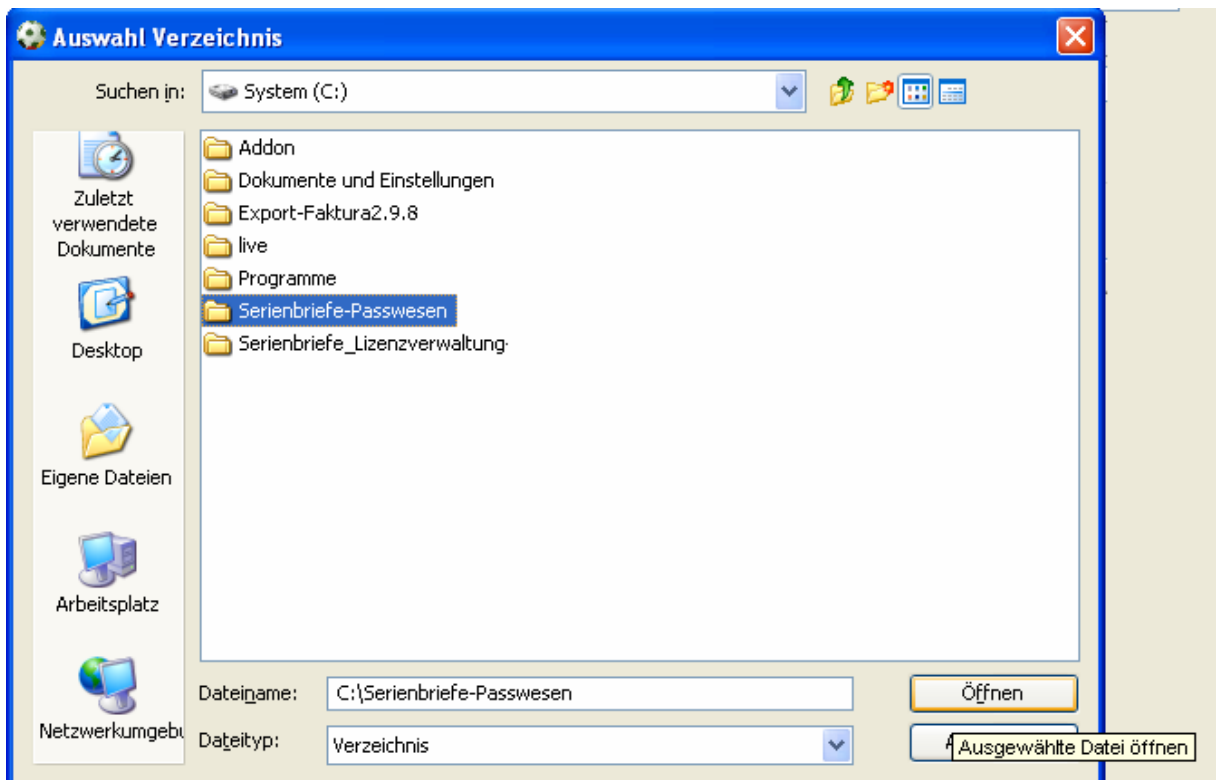 Auswahl Verzeichnis
Suchen in:
System (C:)
Zuletzt
verwendete
Dokumente
Desktop
Eigene Dateien
Arbeitsplatz
Netzwerkumgebu
Addon
Dokumente und Einstellungen
Export-Faktura2.9.8
live
Programme
Serienbriefe-Passwesen
Serienbriefe_Lizenzverwaltung
Dateiname:
C:\Serienbriefe-Passwesen
Öffnen
Dateityp:
Verzeichnis
Ausgewählte Datei öffnen